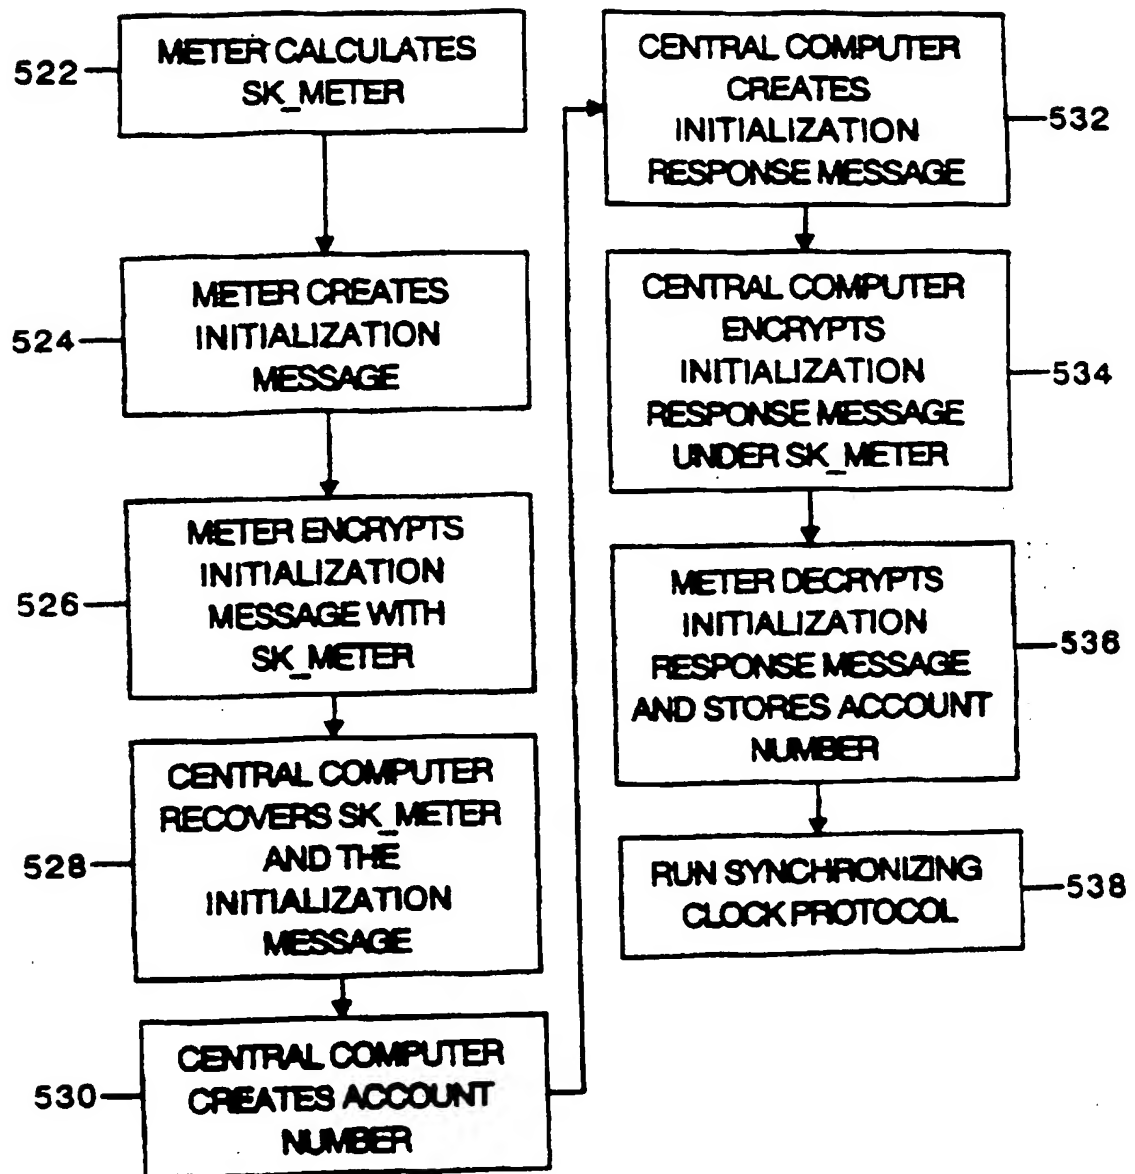 522
METER CALCULATES
SK_METER
524
METER CREATES
INITIALIZATION
MESSAGE
526
METER ENCRYPTS
INITIALIZATION
MESSAGE WITH
SK_METER
528
CENTRAL COMPUTER
RECOVERS SK_METER
AND THE
INITIALIZATION
MESSAGE
530
CENTRAL COMPUTER
CREATES ACCOUNT
NUMBER
CENTRAL COMPUTER
CREATES
INITIALIZATION
RESPONSE MESSAGE
532
CENTRAL COMPUTER
ENCRYPTS
INITIALIZATION
RESPONSE MESSAGE
UNDER SK_METER
534
METER DECRYPTS
INITIALIZATION
RESPONSE MESSAGE
AND STORES ACCOUNT
NUMBER
536
RUN SYNCHRONIZING
CLOCK PROTOCOL
538